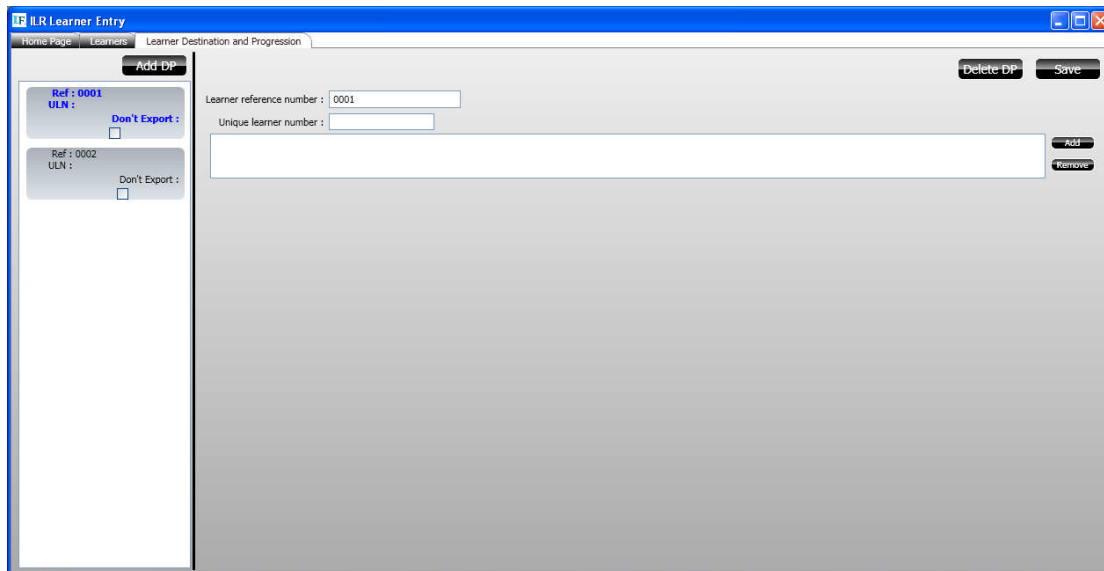 ILR Learner Entry
Home Page Learners Learner Destination and Progression
Add DP
Ref : 0001
ULN :
Don't Export :
Ref : 0002
ULN :
Don't Export :
Delete DP Save
Learner reference number : 0001
Unique learner number :
Add
Remove